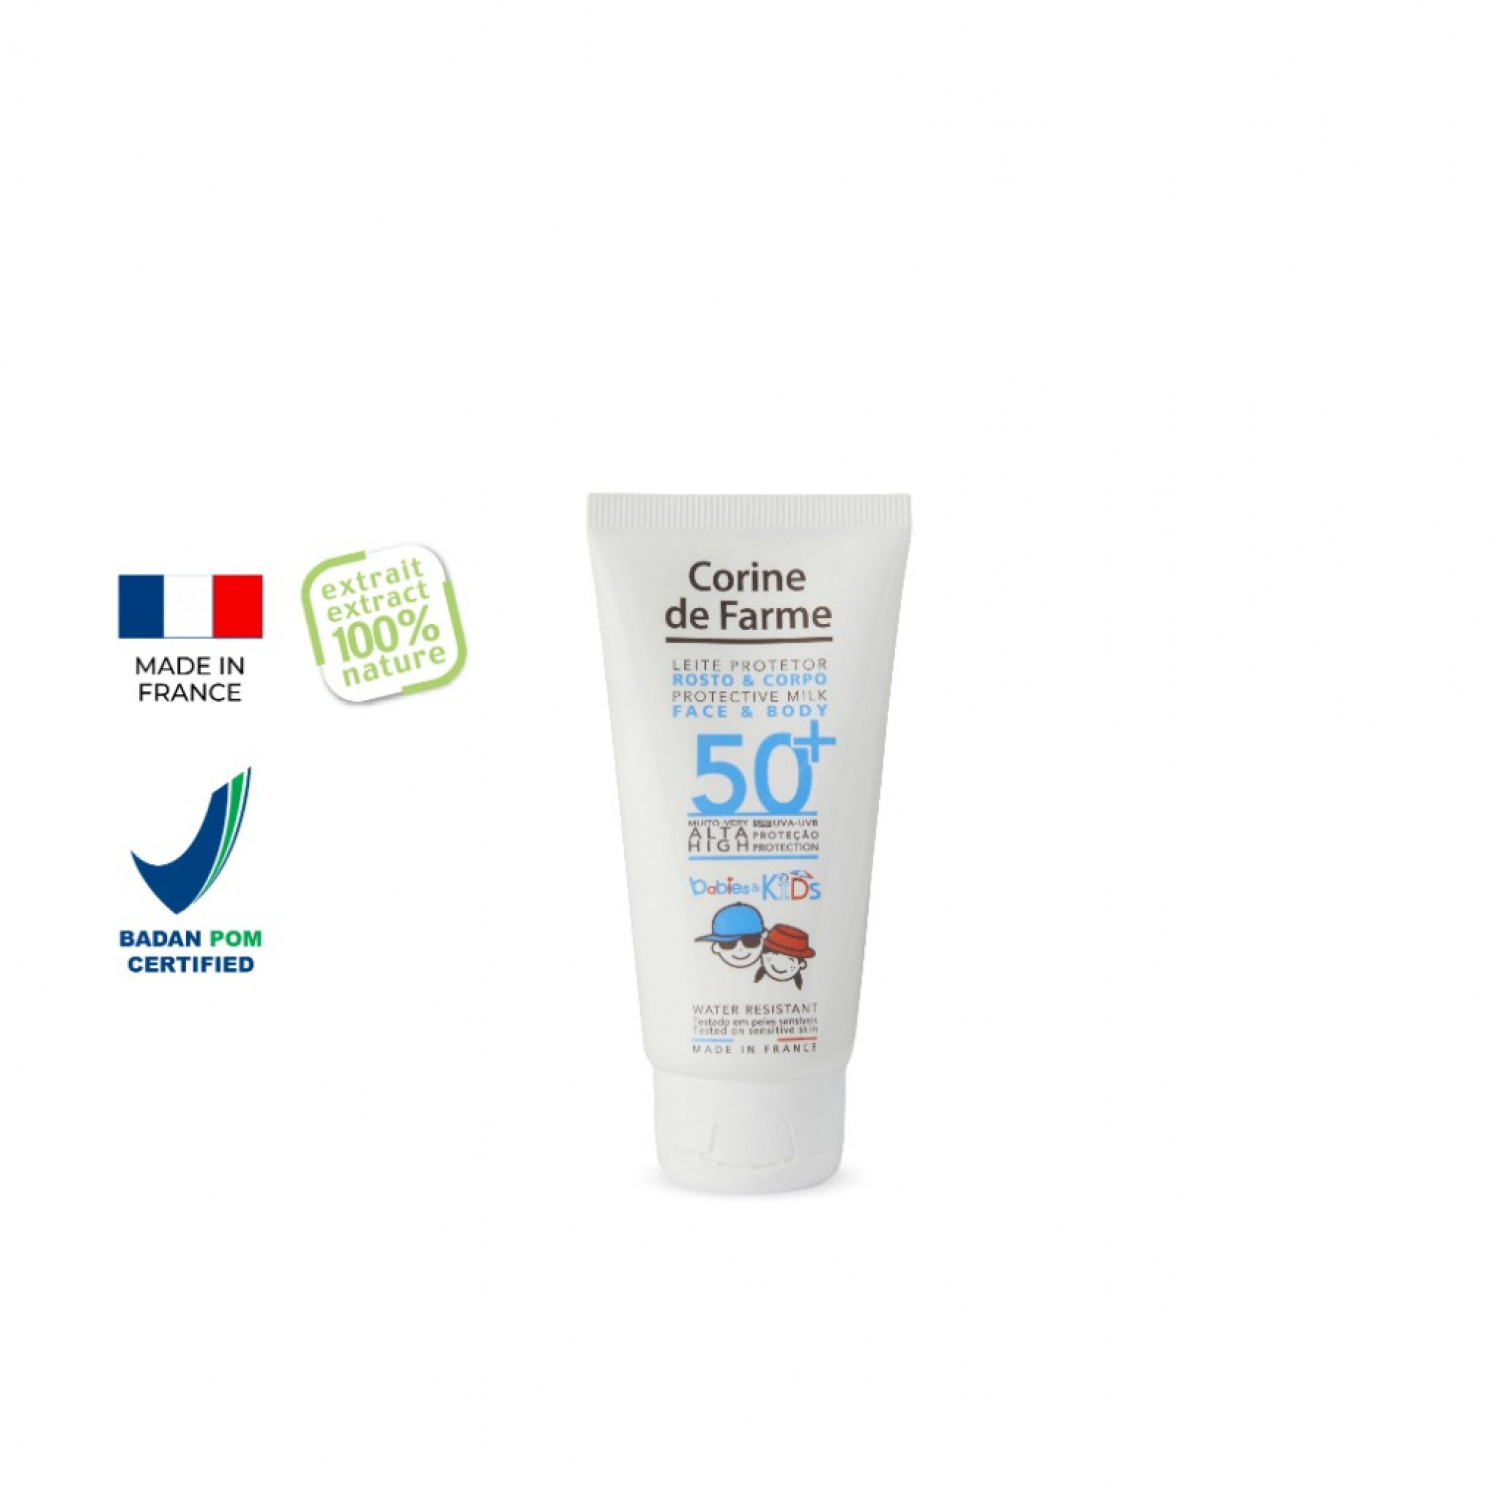 MADE IN
FRANCE
extrait
extract
100%
nature
BADAN POM
CERTIFIED
Corine
de Farme
LEITE PROTETOR
ROSTO & CORPO
PROTECTIVE MILK
FACE & BODY
50+
MUITO-VERY UVA-UVB
ALTA PROTEÇÃO
HIGH PROTECTION
babies & KiDs
WATER RESISTANT
Testado em peles sensíveis
Tested on sensitive skin
MADE IN FRANCE